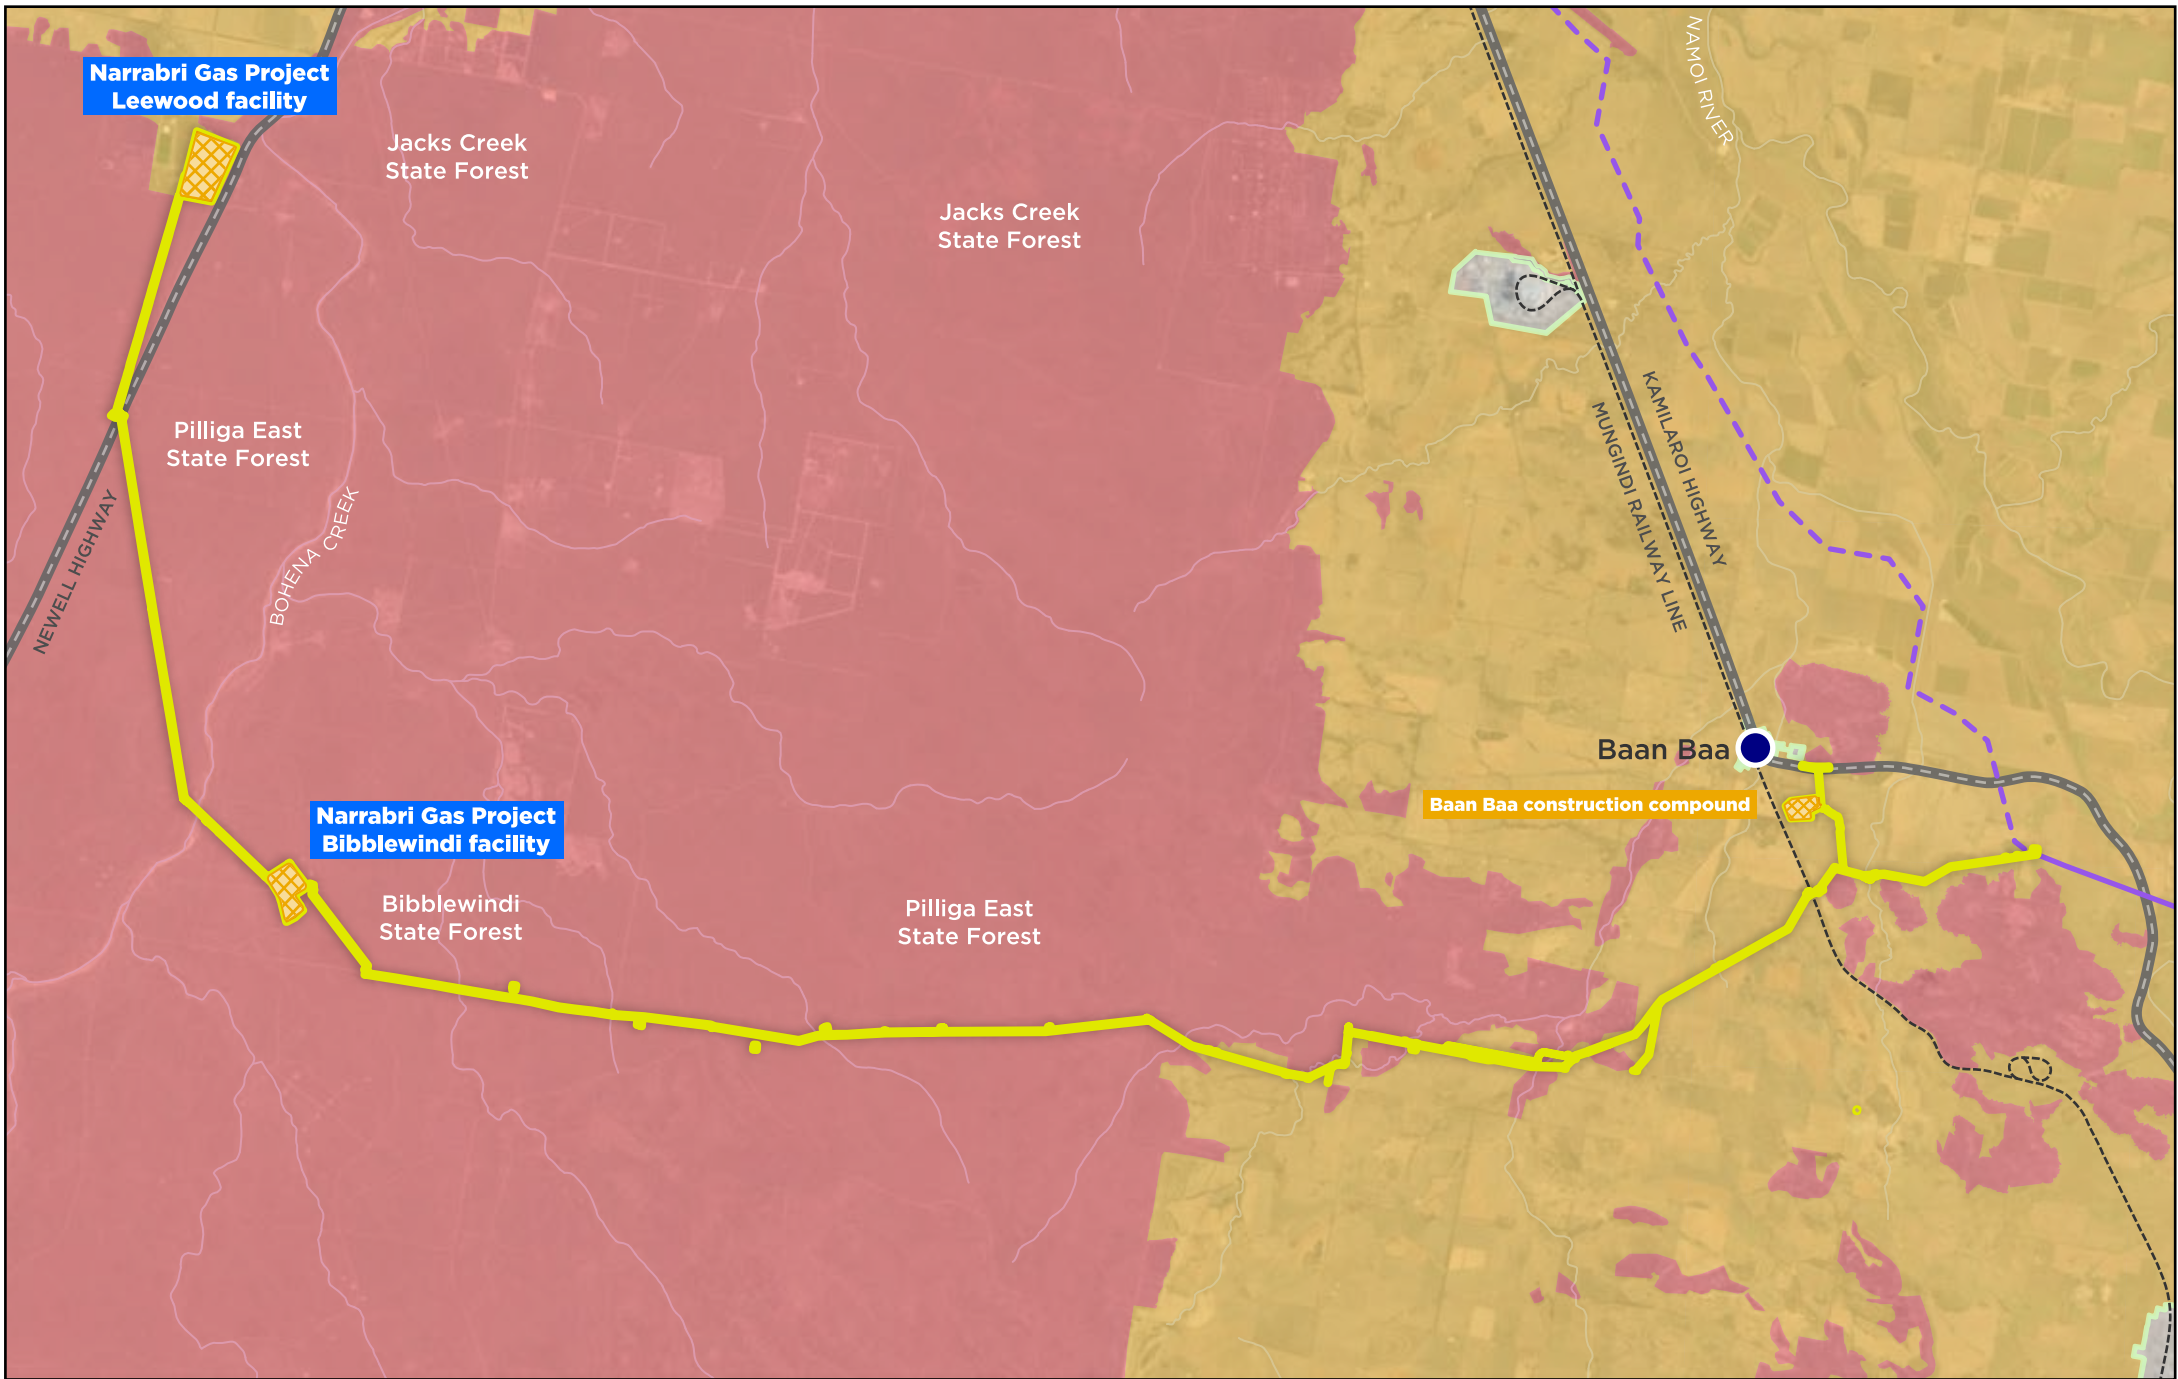 Narrabri Gas Project
Leewood facility
Jacks Creek
State Forest
Jacks Creek
State Forest
NAMOI RIVER
KAMILAROI HIGHWAY
MUNGINDI RAILWAY LINE
Pilliga East
State Forest
NEWELL HIGHWAY
BOHENA CREEK
Baan Baa
Baan Baa construction compound
Narrabri Gas Project
Bibblewindi facility
Bibblewindi
State Forest
Pilliga East
State Forest